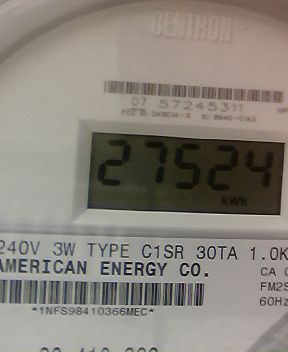 CENTRON
07 57245311
27524
kWh
240V 3W TYPE C1SR 30TA 1.0K
AMERICAN ENERGY CO.
CA
FM2S
60Hz
*1NFS98410366MEC*